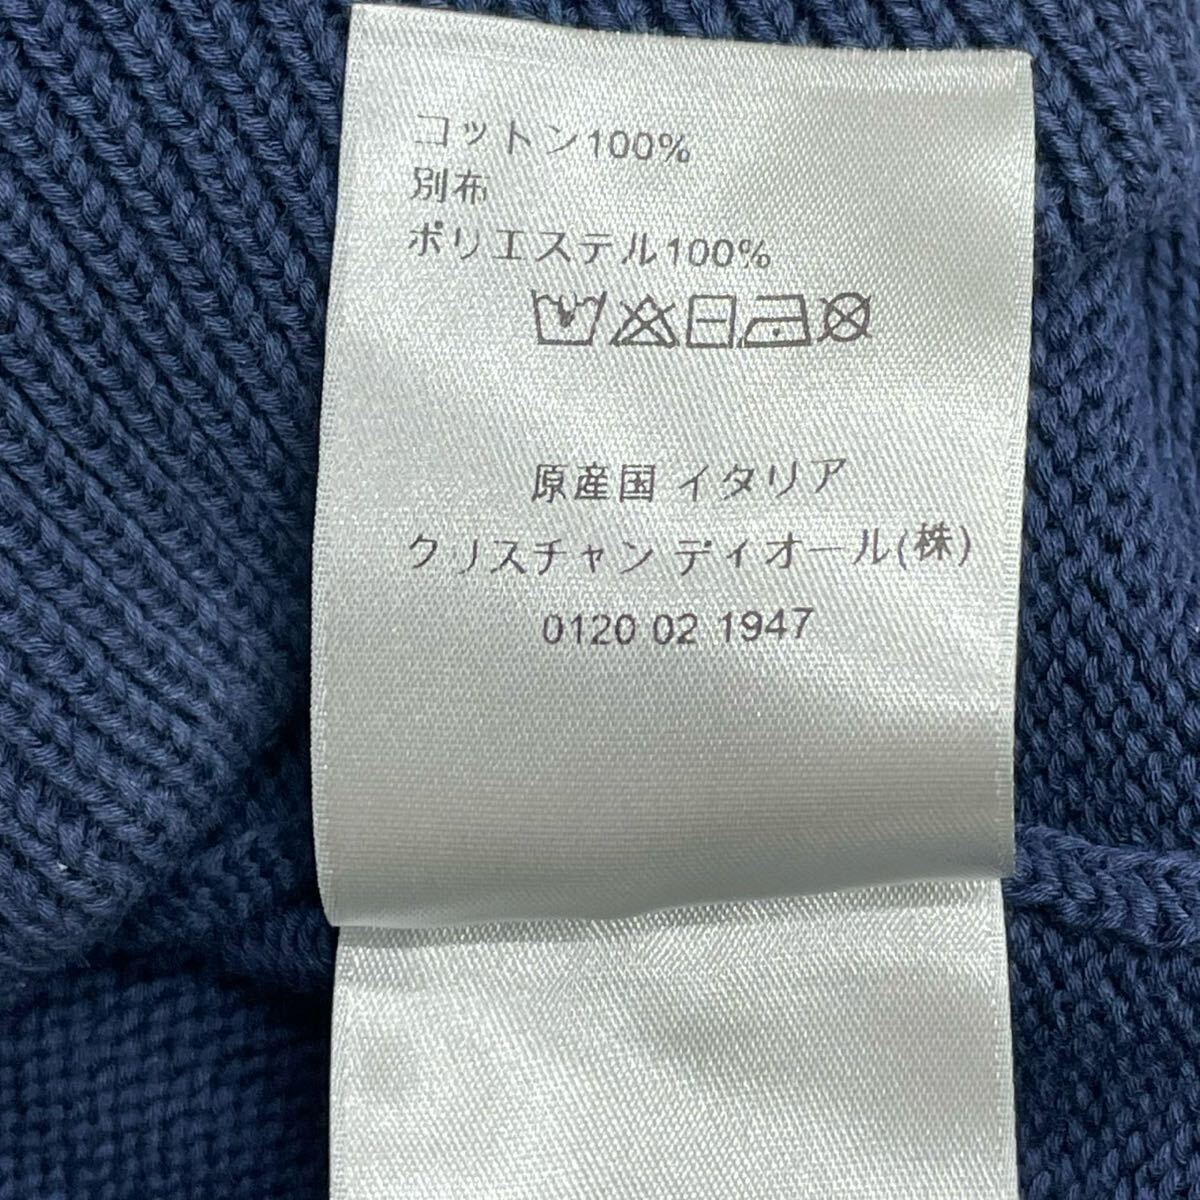 コットン100%
別布
ポリエステル100%
原産国 イタリア
クリスチャン ディオール(株)
0120 02 1947